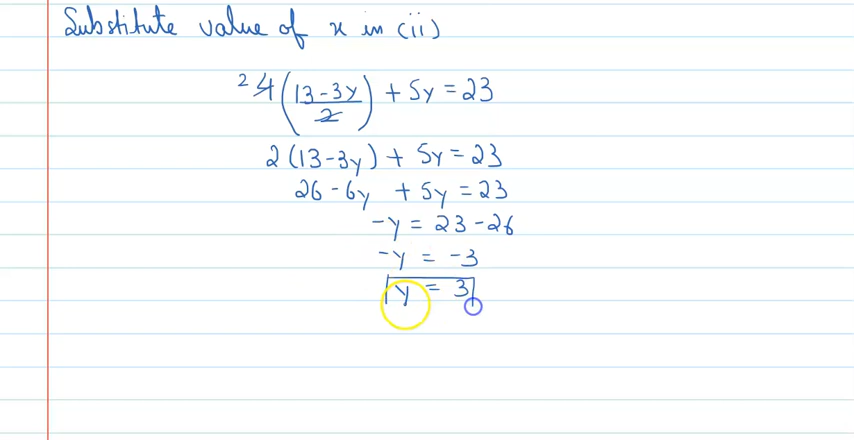 Substitute value of x in (ii)
²4((13-3y)/2) + 5y = 23
2(13-3y) + 5y = 23
26-6y + 5y = 23
-y = 23-26
-y = -3
y = 3